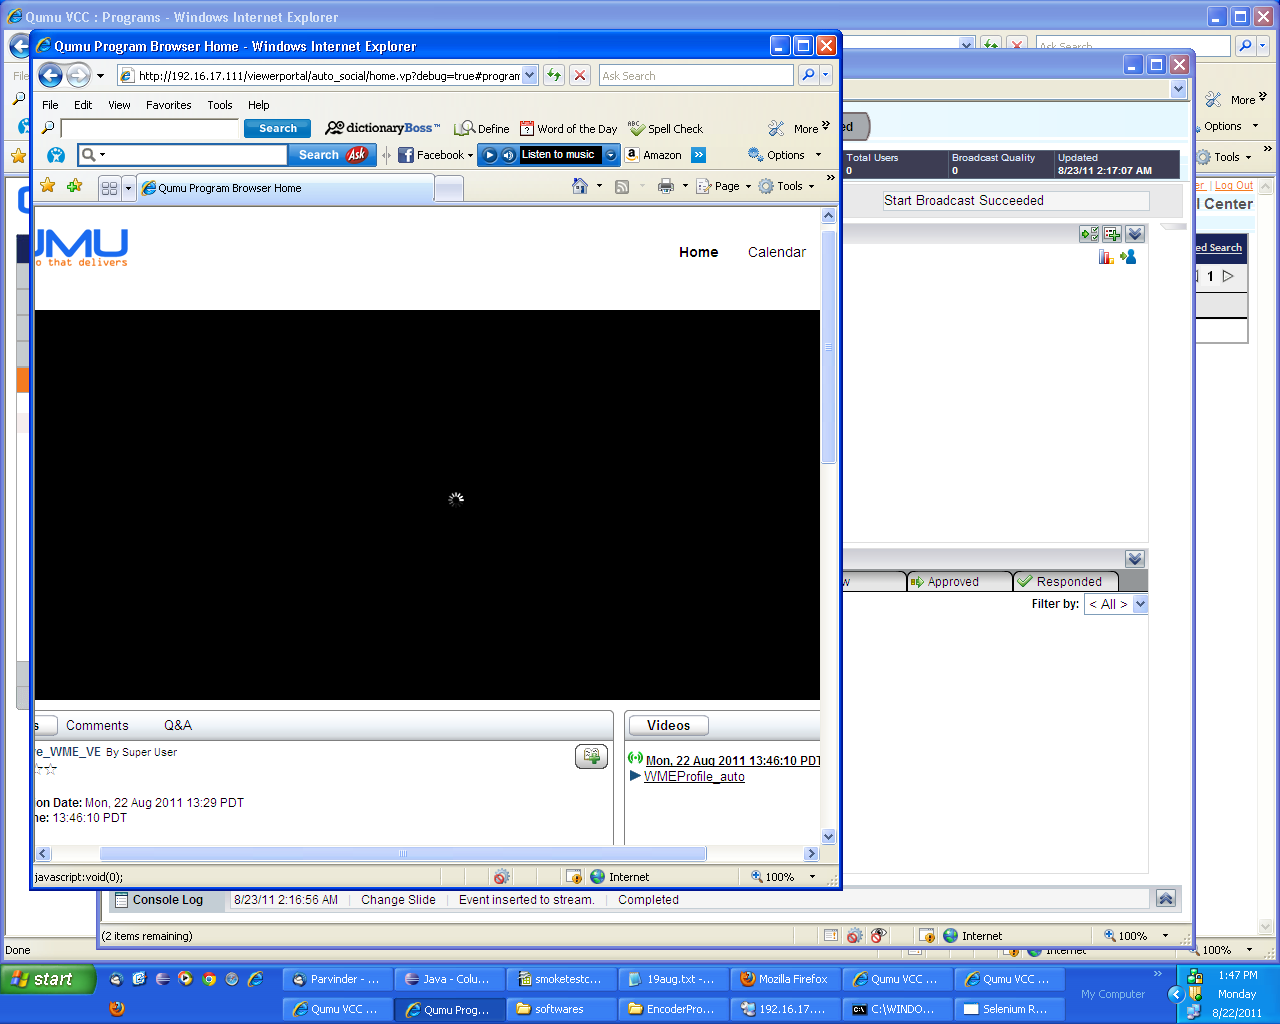 Qumu VCC : Programs - Windows Internet Explorer
Qumu Program Browser Home - Windows Internet Explorer
http://192.16.17.111/viewerportal/auto_social/home.vp?debug=true#program
Ask Search
Ask Search
File
File Edit View Favorites Tools Help
More
Search dictionaryBoss Define Word of the Day Spell Check More
Options
Search Ask Facebook Listen to music Amazon Options
Tools
Qumu Program Browser Home
Page Tools
Total Users
0
Broadcast Quality
0
Updated
8/23/11 2:17:07 AM
Start Broadcast Succeeded
Log Out
l Center
ed Search
1
UMU
o that delivers
Home Calendar
Approved Responded
Filter by: < All >
s Comments Q&A
Videos
e_WME_VE By Super User
Mon, 22 Aug 2011 13:46:10 PDT
WMEProfile_auto
on Date: Mon, 22 Aug 2011 13:29 PDT
ne: 13:46:10 PDT
javascript:void(0);
Internet
100%
Console Log 8/23/11 2:16:56 AM Change Slide Event inserted to stream. Completed
(2 items remaining)
Internet
100%
Done
Internet
100%
start
Parvinder - ...
Java - Colu...
smoketestc...
19aug.txt -...
Mozilla Firefox
Qumu VCC ...
Qumu VCC ...
Qumu VCC ...
Qumu Prog...
softwares
EncoderPro...
192.16.17....
C:\WINDO...
Selenium R...
My Computer
1:47 PM
Monday
8/22/2011